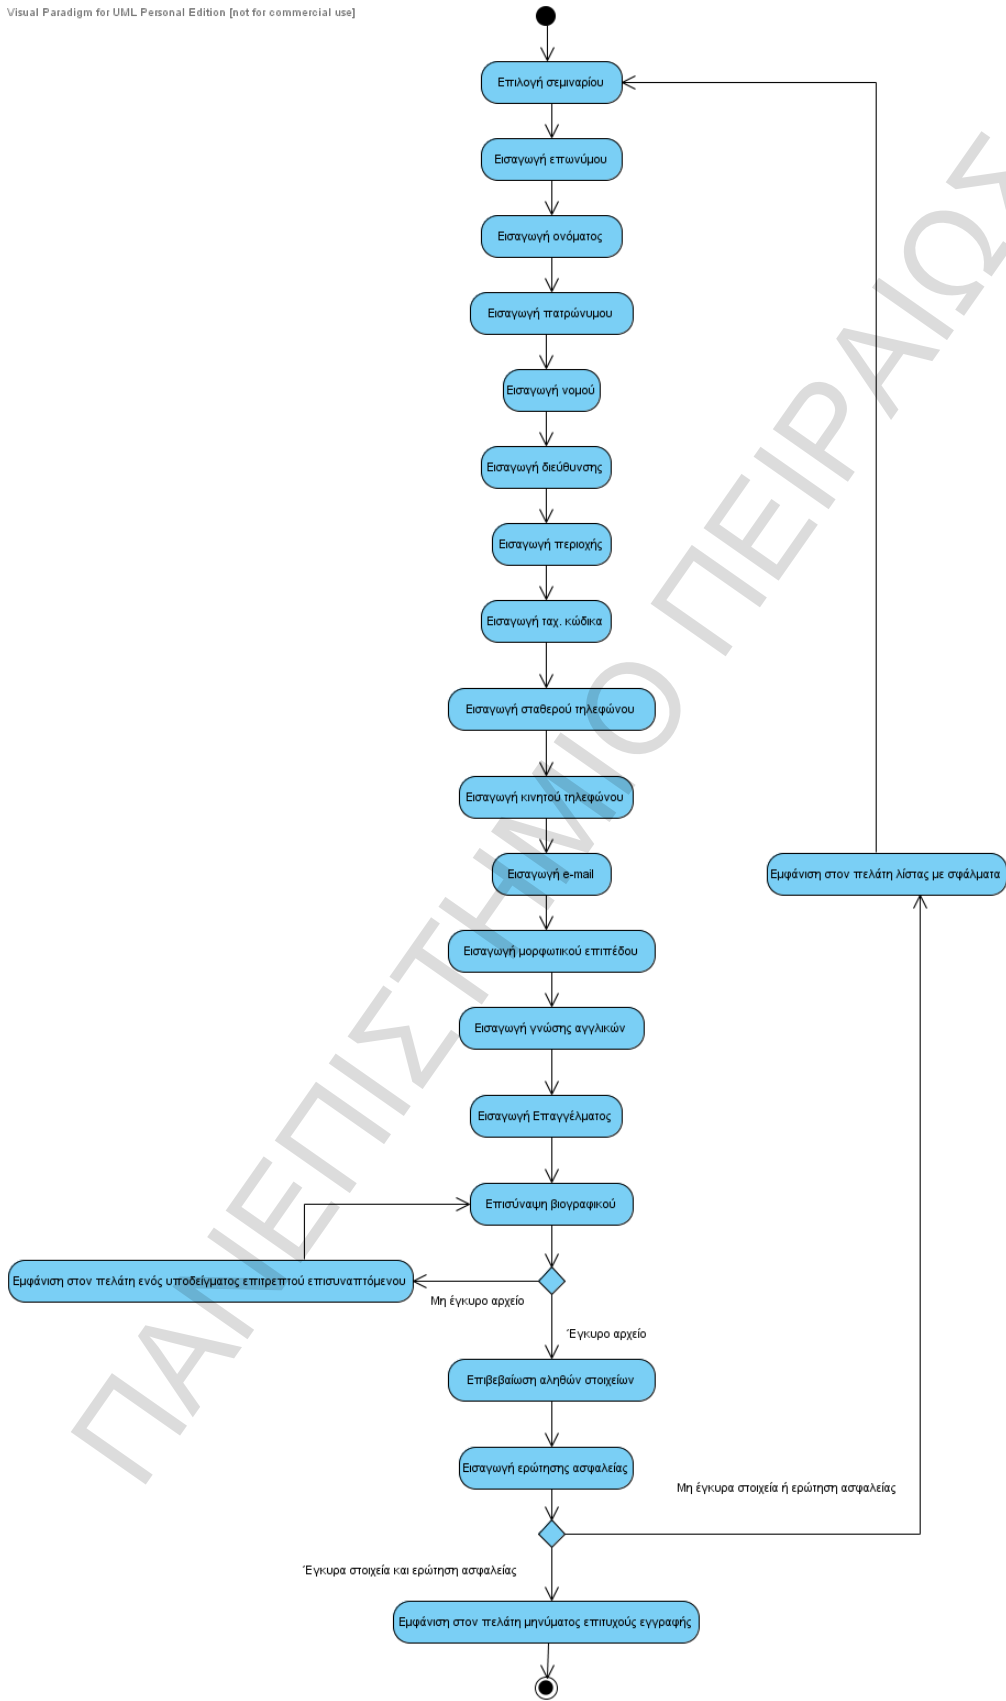 Visual Paradigm for UML Personal Edition [not for commercial use]
Επιλογή σεμιναρίου
Εισαγωγή επωνύμου
Εισαγωγή ονόματος
Εισαγωγή πατρώνυμου
Εισαγωγή νομού
Εισαγωγή διεύθυνσης
Εισαγωγή περιοχής
Εισαγωγή ταχ. κώδικα
Εισαγωγή σταθερού τηλεφώνου
Εισαγωγή κινητού τηλεφώνου
Εισαγωγή e-mail
Εμφάνιση στον πελάτη λίστας με σφάλματα
Εισαγωγή μορφωτικού επιπέδου
Εισαγωγή γνώσης αγγλικών
Εισαγωγή Επαγγέλματος
Επισύναψη βιογραφικού
Εμφάνιση στον πελάτη ενός υποδείγματος επιτρεπτού επισυναπτόμενου
Μη έγκυρο αρχείο
Έγκυρο αρχείο
Επιβεβαίωση αληθών στοιχείων
Εισαγωγή ερώτησης ασφαλείας
Μη έγκυρα στοιχεία ή ερώτηση ασφαλείας
Έγκυρα στοιχεία και ερώτηση ασφαλείας
Εμφάνιση στον πελάτη μηνύματος επιτυχούς εγγραφής
ΠΑΝΕΠΙΣΤΗΜΙΟ ΠΕΙΡΑΙΩΣ